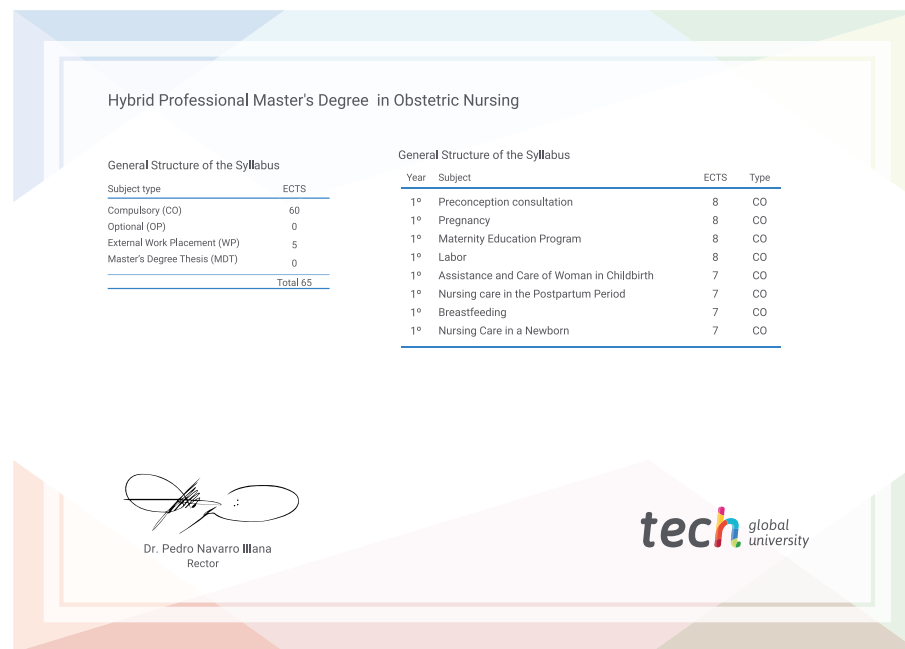 Hybrid Professional Master's Degree in Obstetric Nursing
General Structure of the Syllabus
Subject type ECTS
Compulsory (CO) 60
Optional (OP) 0
External Work Placement (WP) 5
Master's Degree Thesis (MDT) 0
Total 65
General Structure of the Syllabus
Year Subject ECTS Type
1º Preconception consultation 8 CO
1º Pregnancy 8 CO
1º Maternity Education Program 8 CO
1º Labor 8 CO
1º Assistance and Care of Woman in Childbirth 7 CO
1º Nursing care in the Postpartum Period 7 CO
1º Breastfeeding 7 CO
1º Nursing Care in a Newborn 7 CO
Dr. Pedro Navarro Illana
Rector
tech global
university